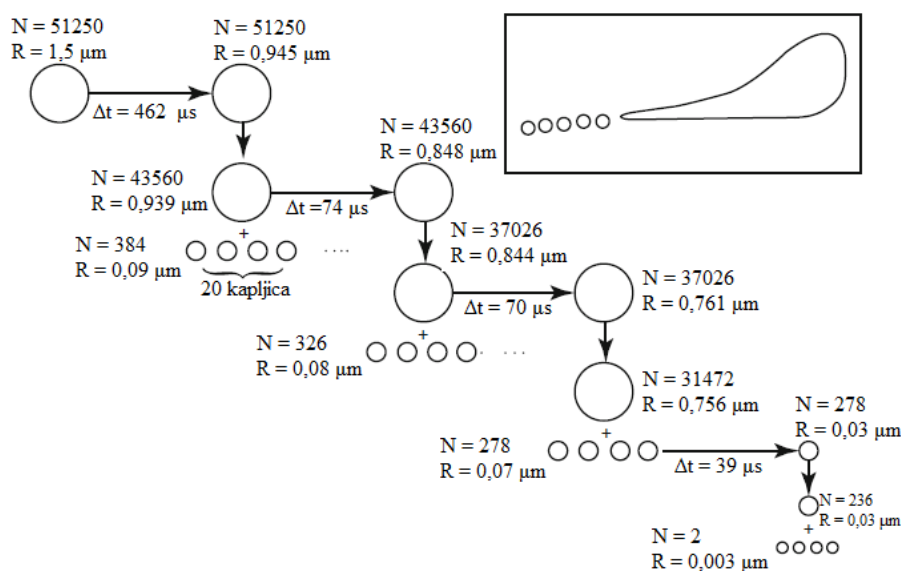 N = 51250
R = 1,5 µm
N = 51250
R = 0,945 µm
Δt = 462 µs
N = 43560
R = 0,848 µm
N = 43560
R = 0,939 µm
Δt =74 µs
+
N = 384
R = 0,09 µm
....
20 kapljica
N = 37026
R = 0,844 µm
Δt = 70 µs
N = 37026
R = 0,761 µm
+
N = 326
R = 0,08 µm
. ...
N = 31472
R = 0,756 µm
+
N = 278
R = 0,07 µm
Δt = 39 µs
N = 278
R = 0,03 µm
N = 236
R = 0,03 µm
+
N = 2
R = 0,003 µm